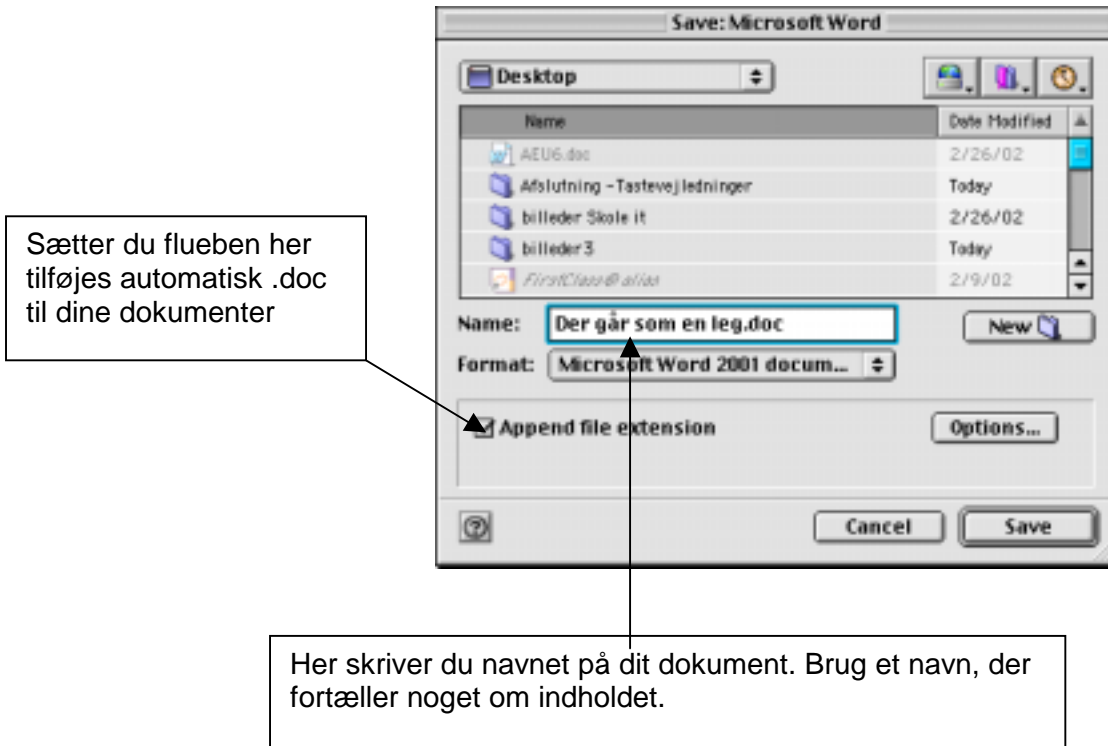 Save: Microsoft Word
Desktop
Name Date Modified
AEU6.doc 2/26/02
Afslutning -Tastevejledninger Today
billeder Skole it 2/26/02
billeder 3 Today
FirstClass® alias 2/9/02
Sætter du flueben her
tilføjes automatisk .doc
til dine dokumenter
Name: Der går som en leg.doc New
Format: Microsoft Word 2001 docum...
Append file extension Options...
Cancel Save
Her skriver du navnet på dit dokument. Brug et navn, der
fortæller noget om indholdet.